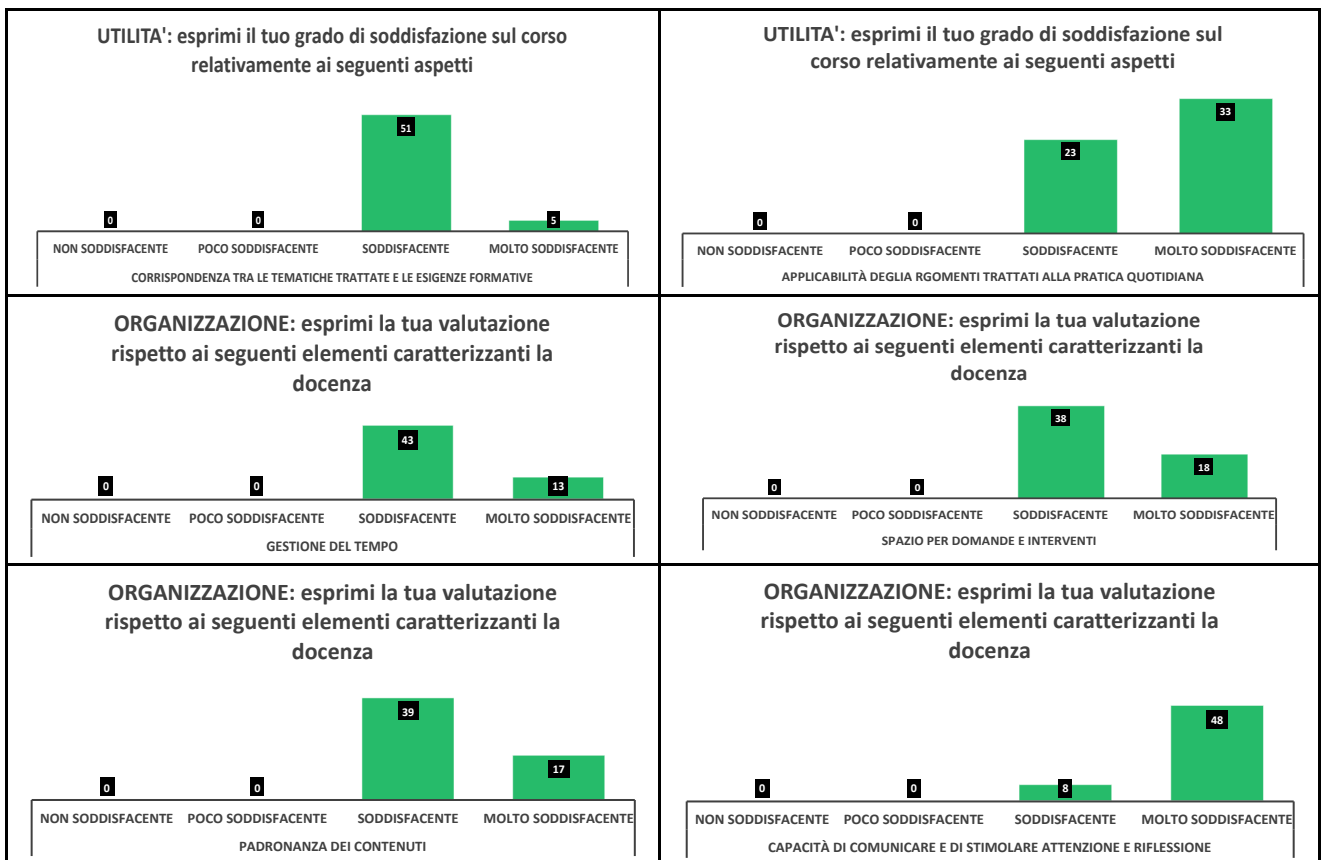 UTILITA': esprimi il tuo grado di soddisfazione sul corso
relativamente ai seguenti aspetti
51
0 0 5
NON SODDISFACENTE POCO SODDISFACENTE SODDISFACENTE MOLTO SODDISFACENTE
CORRISPONDENZA TRA LE TEMATICHE TRATTATE E LE ESIGENZE FORMATIVE
UTILITA': esprimi il tuo grado di soddisfazione sul
corso relativamente ai seguenti aspetti
33
23
0 0
NON SODDISFACENTE POCO SODDISFACENTE SODDISFACENTE MOLTO SODDISFACENTE
APPLICABILITÀ DEGLIA RGOMENTI TRATTATI ALLA PRATICA QUOTIDIANA
ORGANIZZAZIONE: esprimi la tua valutazione
rispetto ai seguenti elementi caratterizzanti la
docenza
43
0 0 13
NON SODDISFACENTE POCO SODDISFACENTE SODDISFACENTE MOLTO SODDISFACENTE
GESTIONE DEL TEMPO
ORGANIZZAZIONE: esprimi la tua valutazione
rispetto ai seguenti elementi caratterizzanti la
docenza
38
18
0 0
NON SODDISFACENTE POCO SODDISFACENTE SODDISFACENTE MOLTO SODDISFACENTE
SPAZIO PER DOMANDE E INTERVENTI
ORGANIZZAZIONE: esprimi la tua valutazione
rispetto ai seguenti elementi caratterizzanti la
docenza
39
17
0 0
NON SODDISFACENTE POCO SODDISFACENTE SODDISFACENTE MOLTO SODDISFACENTE
PADRONANZA DEI CONTENUTI
ORGANIZZAZIONE: esprimi la tua valutazione
rispetto ai seguenti elementi caratterizzanti la
docenza
48
0 0 8
NON SODDISFACENTE POCO SODDISFACENTE SODDISFACENTE MOLTO SODDISFACENTE
CAPACITÀ DI COMUNICARE E DI STIMOLARE ATTENZIONE E RIFLESSIONE